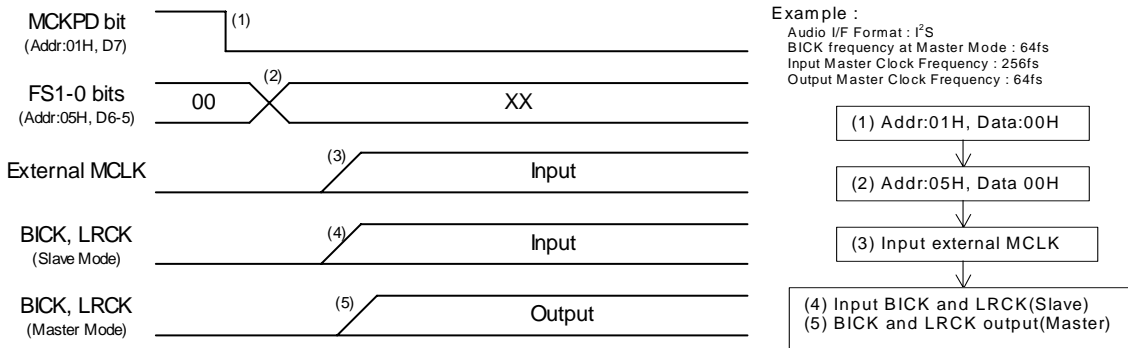 MCKPD bit
(Addr:01H, D7)
(1)
FS1-0 bits
(Addr:05H, D6-5)
00
(2)
XX
External MCLK
(3)
Input
BICK, LRCK
(Slave Mode)
(4)
Input
BICK, LRCK
(Master Mode)
(5)
Output
Example :
Audio I/F Format : I²S
BICK frequency at Master Mode : 64fs
Input Master Clock Frequency : 256fs
Output Master Clock Frequency : 64fs
(1) Addr:01H, Data:00H
(2) Addr:05H, Data 00H
(3) Input external MCLK
(4) Input BICK and LRCK(Slave)
(5) BICK and LRCK output(Master)